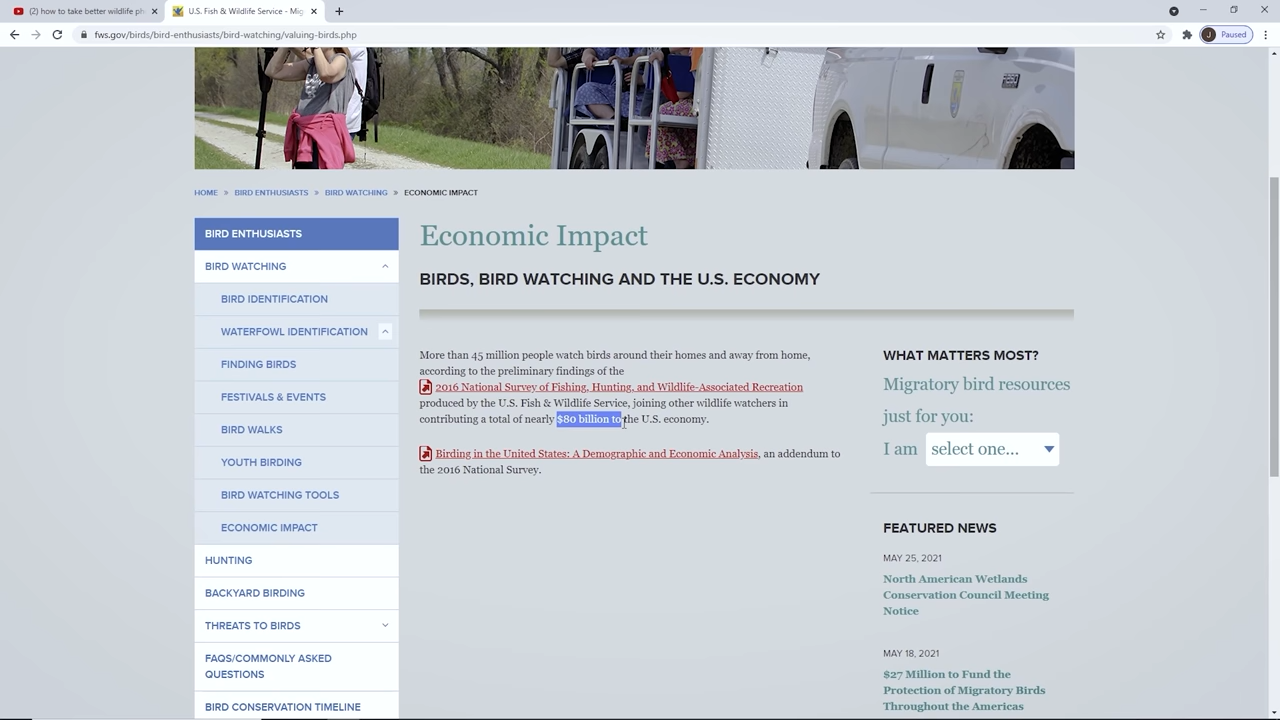 (2) how to take better wildlife ph
U.S. Fish & Wildlife Service - Mig
fws.gov/birds/bird-enthusiasts/bird-watching/valuing-birds.php
J
Paused
HOME » BIRD ENTHUSIASTS » BIRD WATCHING » ECONOMIC IMPACT
BIRD ENTHUSIASTS
BIRD WATCHING
BIRD IDENTIFICATION
WATERFOWL IDENTIFICATION
FINDING BIRDS
FESTIVALS & EVENTS
BIRD WALKS
YOUTH BIRDING
BIRD WATCHING TOOLS
ECONOMIC IMPACT
HUNTING
BACKYARD BIRDING
THREATS TO BIRDS
FAQS/COMMONLY ASKED
QUESTIONS
BIRD CONSERVATION TIMELINE
Economic Impact
BIRDS, BIRD WATCHING AND THE U.S. ECONOMY
More than 45 million people watch birds around their homes and away from home,
according to the preliminary findings of the
2016 National Survey of Fishing, Hunting, and Wildlife-Associated Recreation
produced by the U.S. Fish & Wildlife Service, joining other wildlife watchers in
contributing a total of nearly $80 billion to the U.S. economy.
Birding in the United States: A Demographic and Economic Analysis, an addendum to
the 2016 National Survey.
WHAT MATTERS MOST?
Migratory bird resources
just for you:
I am select one...
FEATURED NEWS
MAY 25, 2021
North American Wetlands
Conservation Council Meeting
Notice
MAY 18, 2021
$27 Million to Fund the
Protection of Migratory Birds
Throughout the Americas